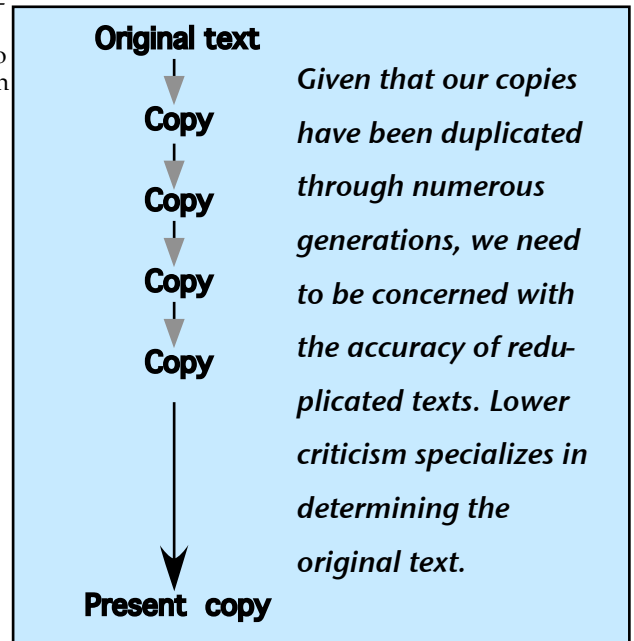 Original text
Copy
Copy
Copy
Copy
Present copy
Given that our copies
have been duplicated
through numerous
generations, we need
to be concerned with
the accuracy of redu-
plicated texts. Lower
criticism specializes in
determining the
original text.